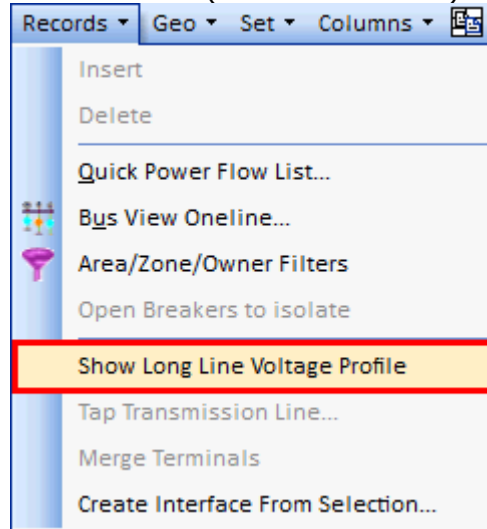 Records ▾ Geo ▾ Set ▾ Columns ▾
Insert
Delete
Quick Power Flow List...
Bus View Oneline...
Area/Zone/Owner Filters
Open Breakers to isolate
Show Long Line Voltage Profile
Tap Transmission Line...
Merge Terminals
Create Interface From Selection...